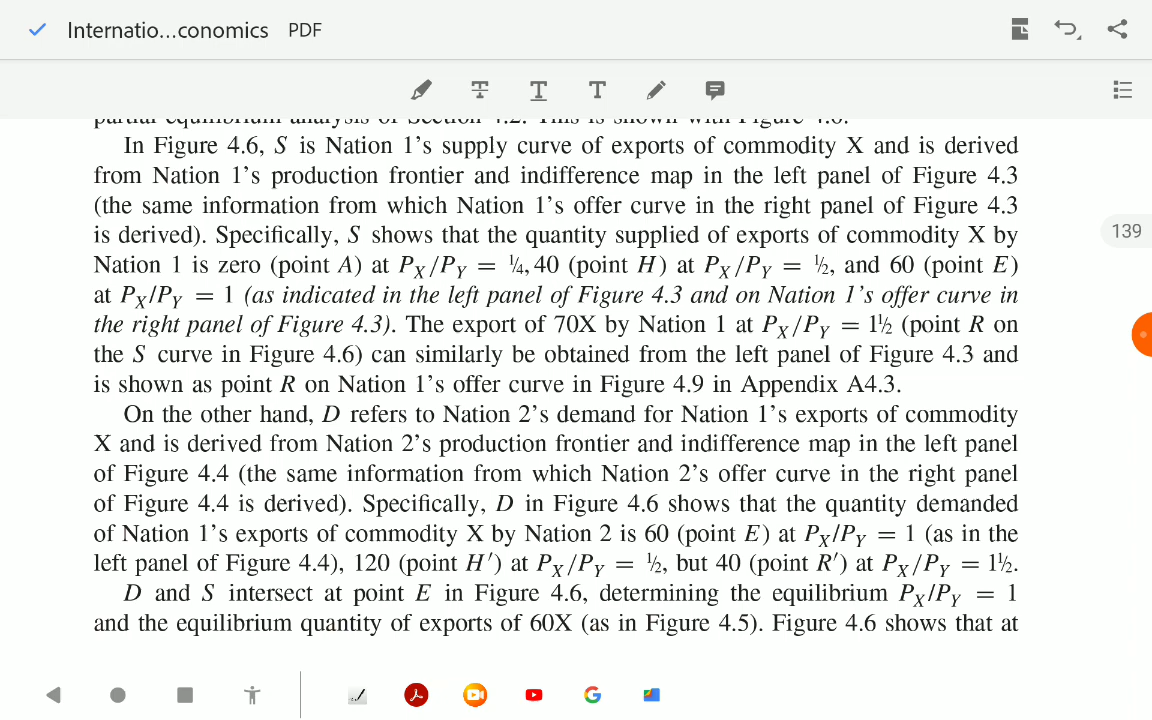 Internatio...conomics PDF
partial equilibrium analysis of Section 4.2. This is shown with Figure 4.6.
In Figure 4.6, S is Nation 1's supply curve of exports of commodity X and is derived
from Nation 1's production frontier and indifference map in the left panel of Figure 4.3
(the same information from which Nation 1's offer curve in the right panel of Figure 4.3
is derived). Specifically, S shows that the quantity supplied of exports of commodity X by
Nation 1 is zero (point A) at PX/PY = ¼, 40 (point H) at PX/PY = ½, and 60 (point E)
at PX/PY = 1 (as indicated in the left panel of Figure 4.3 and on Nation 1's offer curve in
the right panel of Figure 4.3). The export of 70X by Nation 1 at PX/PY = 1½ (point R on
the S curve in Figure 4.6) can similarly be obtained from the left panel of Figure 4.3 and
is shown as point R on Nation 1's offer curve in Figure 4.9 in Appendix A4.3.
139
On the other hand, D refers to Nation 2's demand for Nation 1's exports of commodity
X and is derived from Nation 2's production frontier and indifference map in the left panel
of Figure 4.4 (the same information from which Nation 2's offer curve in the right panel
of Figure 4.4 is derived). Specifically, D in Figure 4.6 shows that the quantity demanded
of Nation 1's exports of commodity X by Nation 2 is 60 (point E) at PX/PY = 1 (as in the
left panel of Figure 4.4), 120 (point H′) at PX/PY = ½, but 40 (point R′) at PX/PY = 1½.
D and S intersect at point E in Figure 4.6, determining the equilibrium PX/PY = 1
and the equilibrium quantity of exports of 60X (as in Figure 4.5). Figure 4.6 shows that at